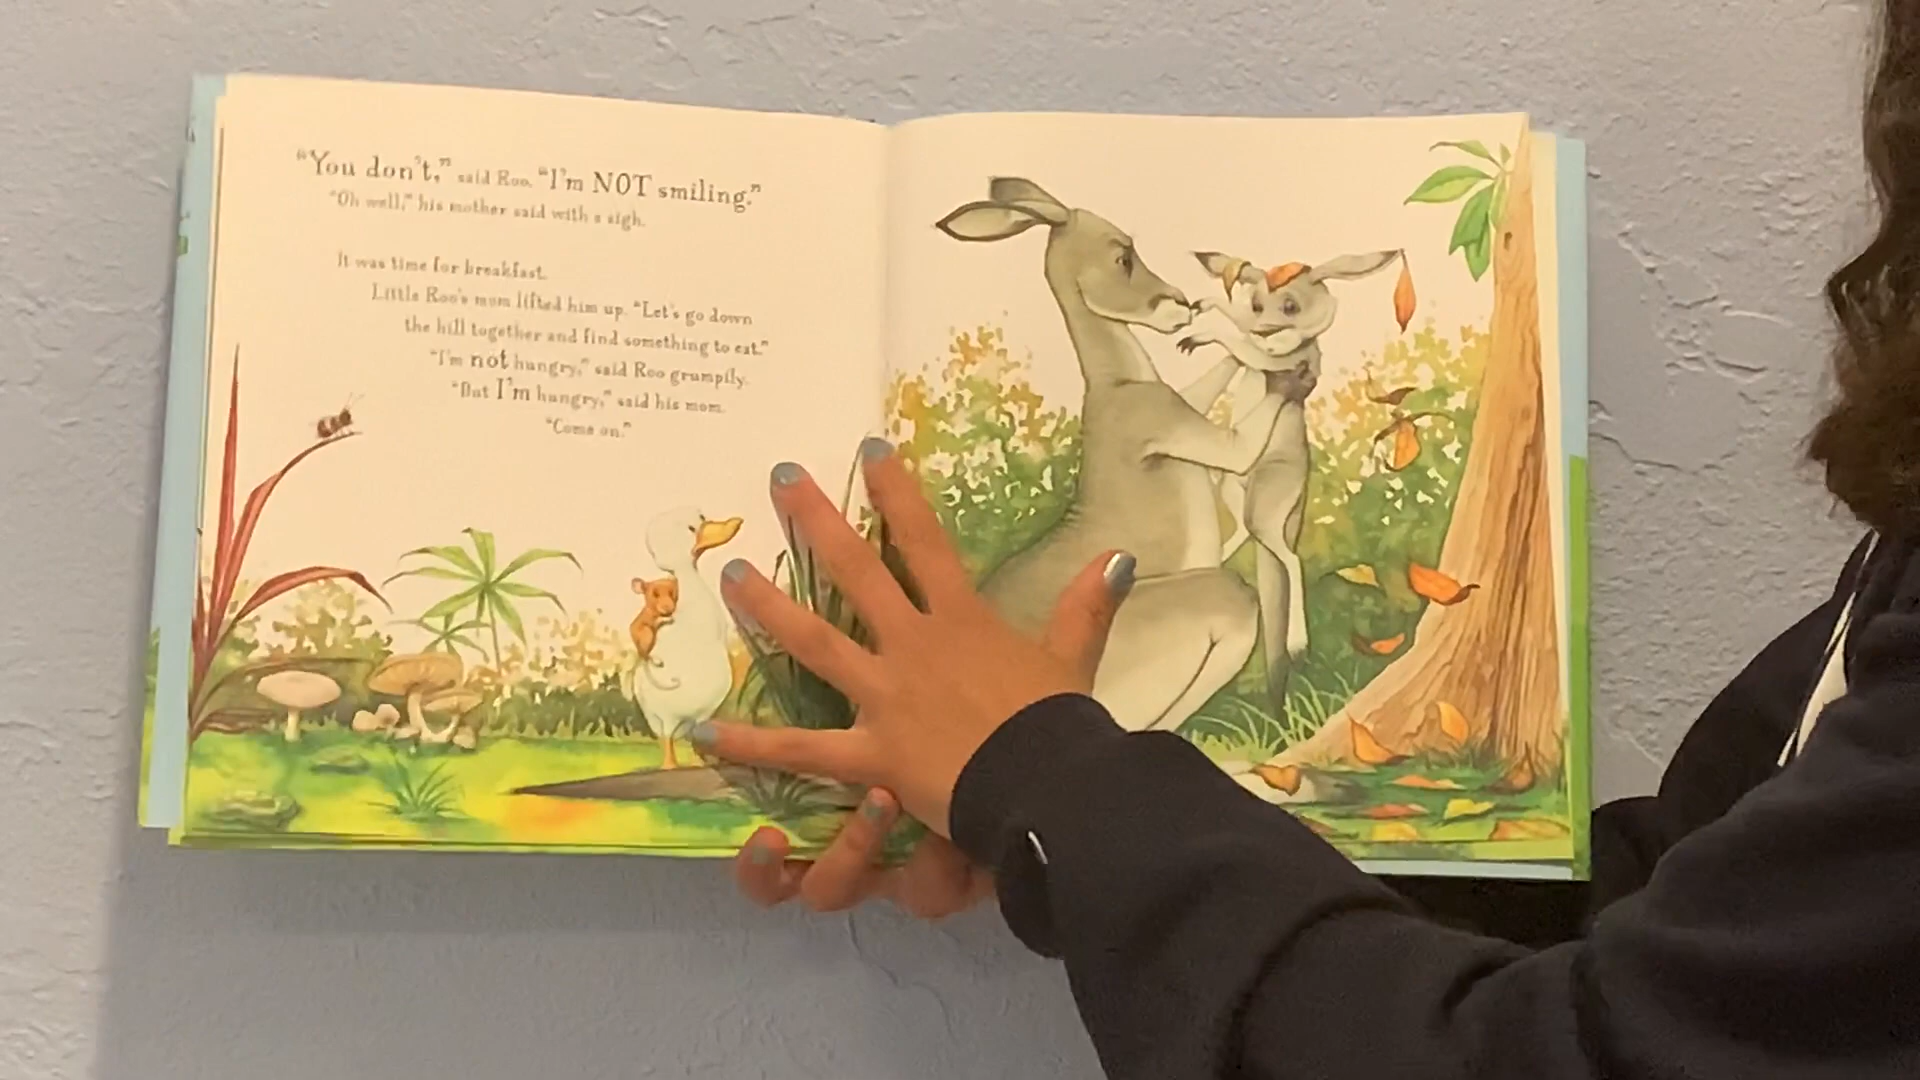 “You don't,” said Roo. “I'm NOT smiling.”
“Oh well,” his mother said with a sigh.
It was time for breakfast.
Little Roo's mom lifted him up. “Let's go down
the hill together and find something to eat.”
“I'm not hungry,” said Roo grumpily.
“But I'm hungry,” said his mom.
“Come on.”